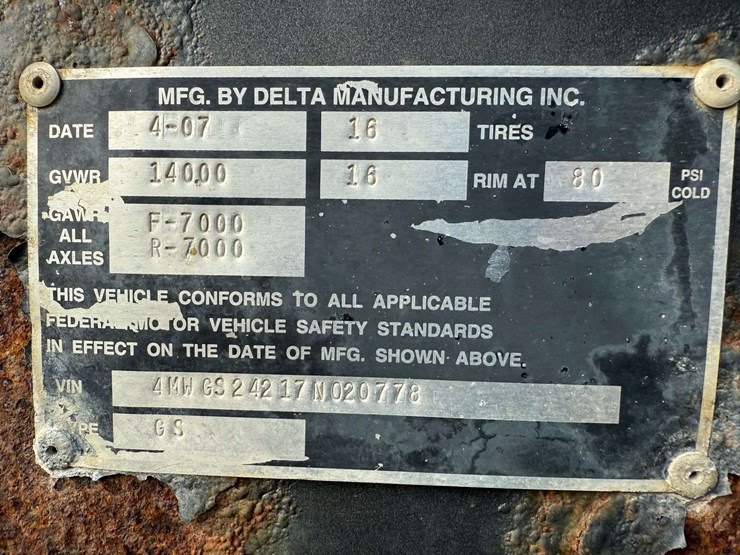 MFG. BY DELTA MANUFACTURING INC.
DATE 4-07 16 TIRES
GVWR 14000 16 RIM AT 80 PSI COLD
GAWR ALL AXLES F-7000 R-7000
THIS VEHICLE CONFORMS TO ALL APPLICABLE
FEDERAL MOTOR VEHICLE SAFETY STANDARDS
IN EFFECT ON THE DATE OF MFG. SHOWN ABOVE.
VIN 4MWGS24217N020778
GS